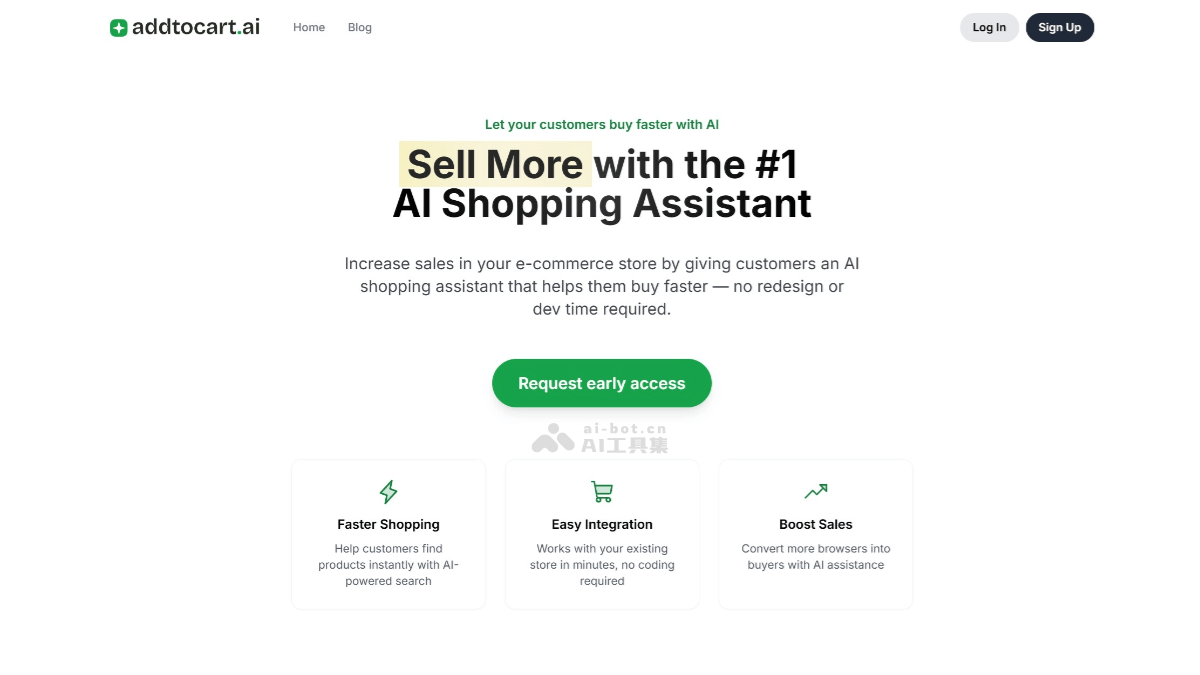 addtocart.ai
Home
Blog
Log In
Sign Up
Let your customers buy faster with AI
Sell More with the #1
AI Shopping Assistant
Increase sales in your e-commerce store by giving customers an AI
shopping assistant that helps them buy faster — no redesign or
dev time required.
Request early access
ai-bot.cn
AI工具集
Faster Shopping
Help customers find
products instantly with AI-
powered search
Easy Integration
Works with your existing
store in minutes, no coding
required
Boost Sales
Convert more browsers into
buyers with AI assistance